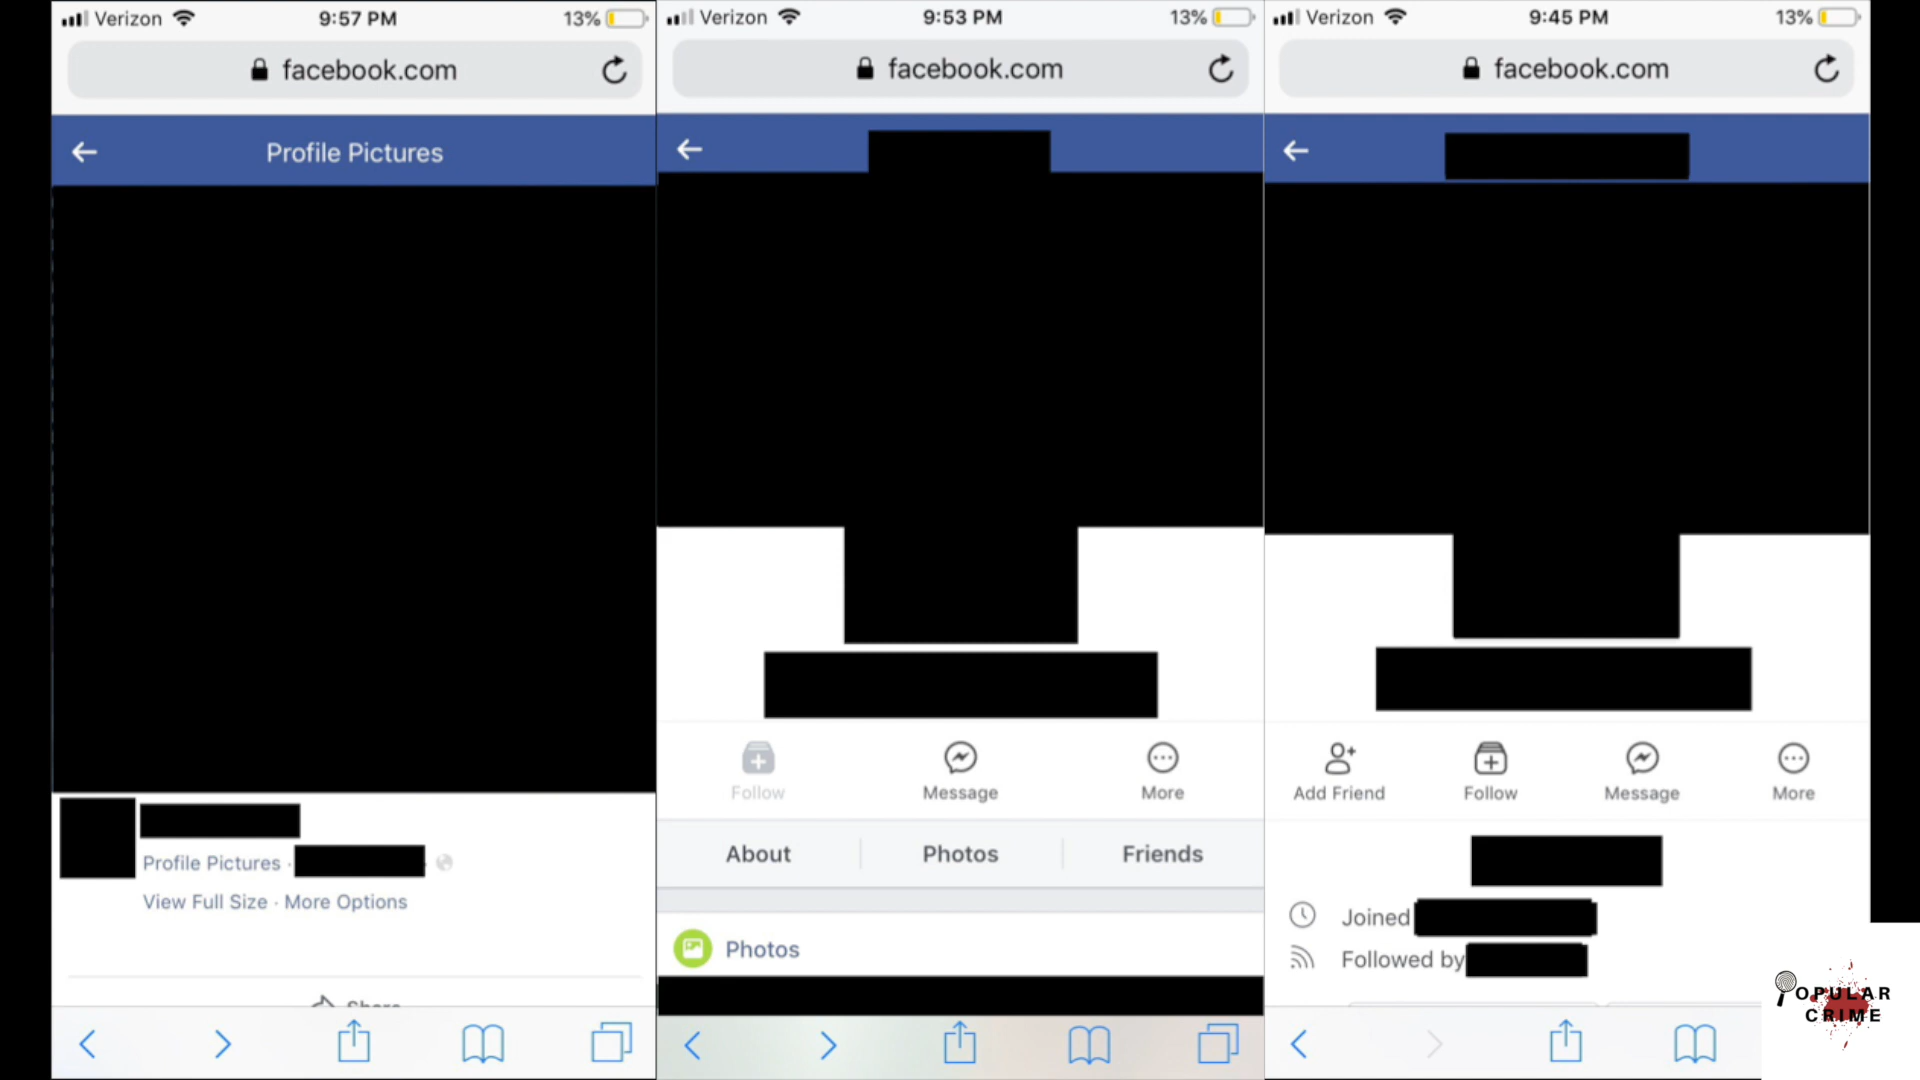 Verizon 9:57 PM 13%
facebook.com
Profile Pictures
Profile Pictures ·
View Full Size · More Options
Share
Verizon 9:53 PM 13%
facebook.com
Follow Message More
About Photos Friends
Photos
Verizon 9:45 PM 13%
facebook.com
Add Friend Follow Message More
Joined
Followed by
POPULAR
CRIME